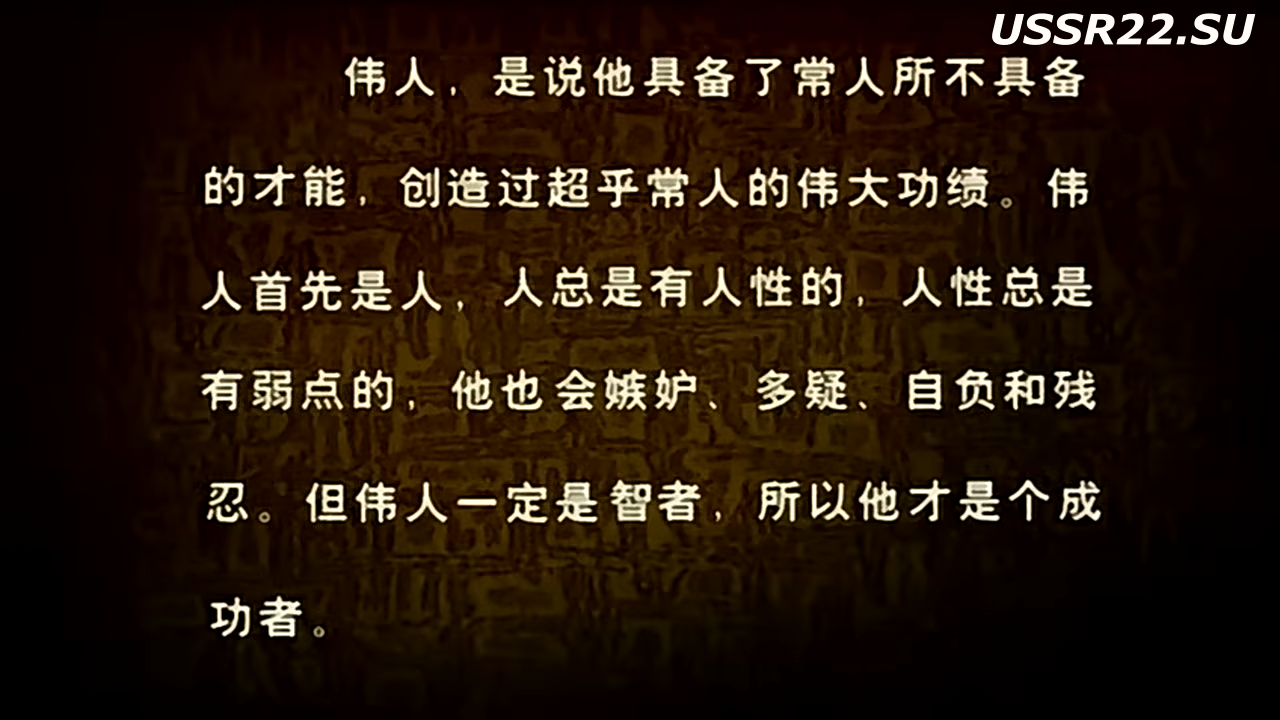 USSR22.SU
伟人，是说他具备了常人所不具备
的才能，创造过超乎常人的伟大功绩。伟
人首先是人，人总是有人性的，人性总是
有弱点的，他也会嫉妒、多疑、自负和残
忍。但伟人一定是智者，所以他才是个成
功者。